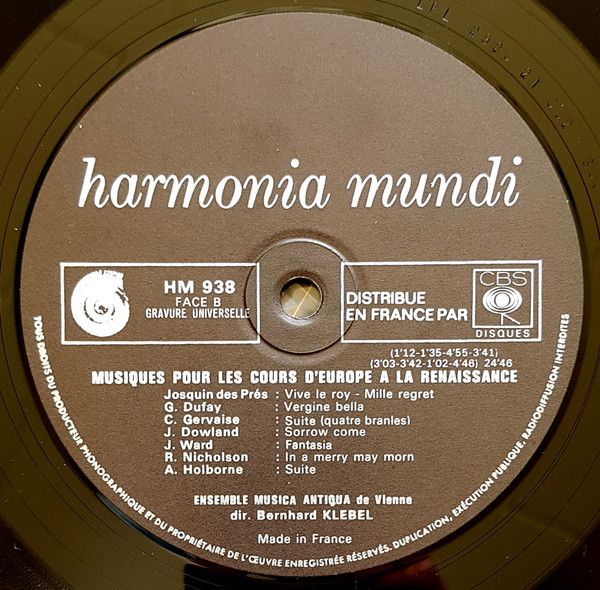 harmonia mundi
HM 938
FACE B
GRAVURE UNIVERSELLE
DISTRIBUE
EN FRANCE PAR
CBS
DISQUES
(1'12-1'35-4'55-3'41)
(3'03-3'42-1'02-4'46) 24'46
MUSIQUES POUR LES COURS D'EUROPE A LA RENAISSANCE
Josquin des Prés : Vive le roy - Mille regret
G. Dufay : Vergine bella
C. Gervaise : Suite (quatre branles)
J. Dowland : Sorrow come
J. Ward : Fantasia
R. Nicholson : In a merry may morn
A. Holborne : Suite
ENSEMBLE MUSICA ANTIQUA de Vienne
dir. Bernhard KLEBEL
Made in France
TOUS DROITS DU PRODUCTEUR PHONOGRAPHIQUE ET DU PROPRIÉTAIRE DE L'ŒUVRE ENREGISTRÉE RÉSERVÉS. DUPLICATION, EXÉCUTION PUBLIQUE, RADIODIFFUSION INTERDITES